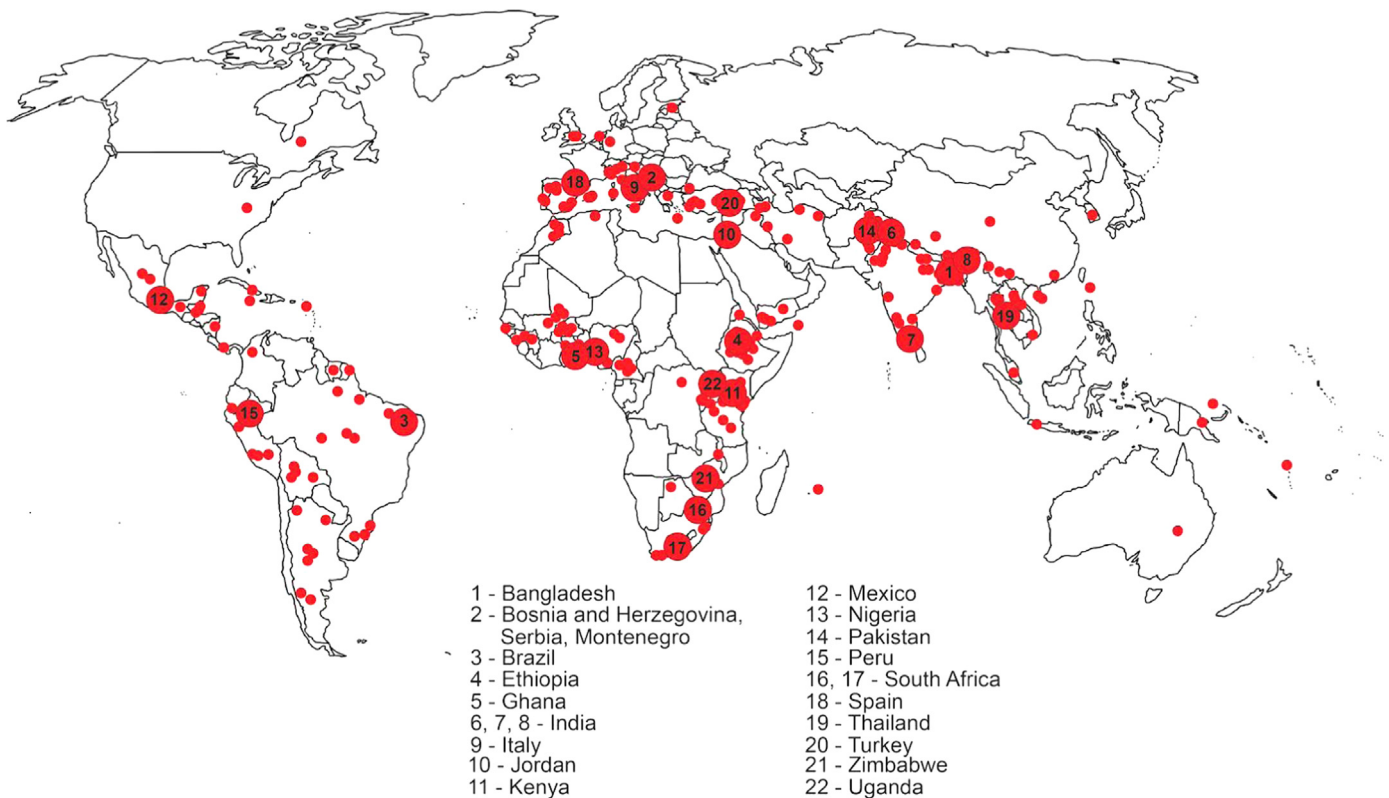 18
2
9
20
10
14
6
1
8
12
19
7
5
13
4
22
11
15
3
21
16
17
1 - Bangladesh
2 - Bosnia and Herzegovina,
Serbia, Montenegro
3 - Brazil
4 - Ethiopia
5 - Ghana
6, 7, 8 - India
9 - Italy
10 - Jordan
11 - Kenya
12 - Mexico
13 - Nigeria
14 - Pakistan
15 - Peru
16, 17 - South Africa
18 - Spain
19 - Thailand
20 - Turkey
21 - Zimbabwe
22 - Uganda